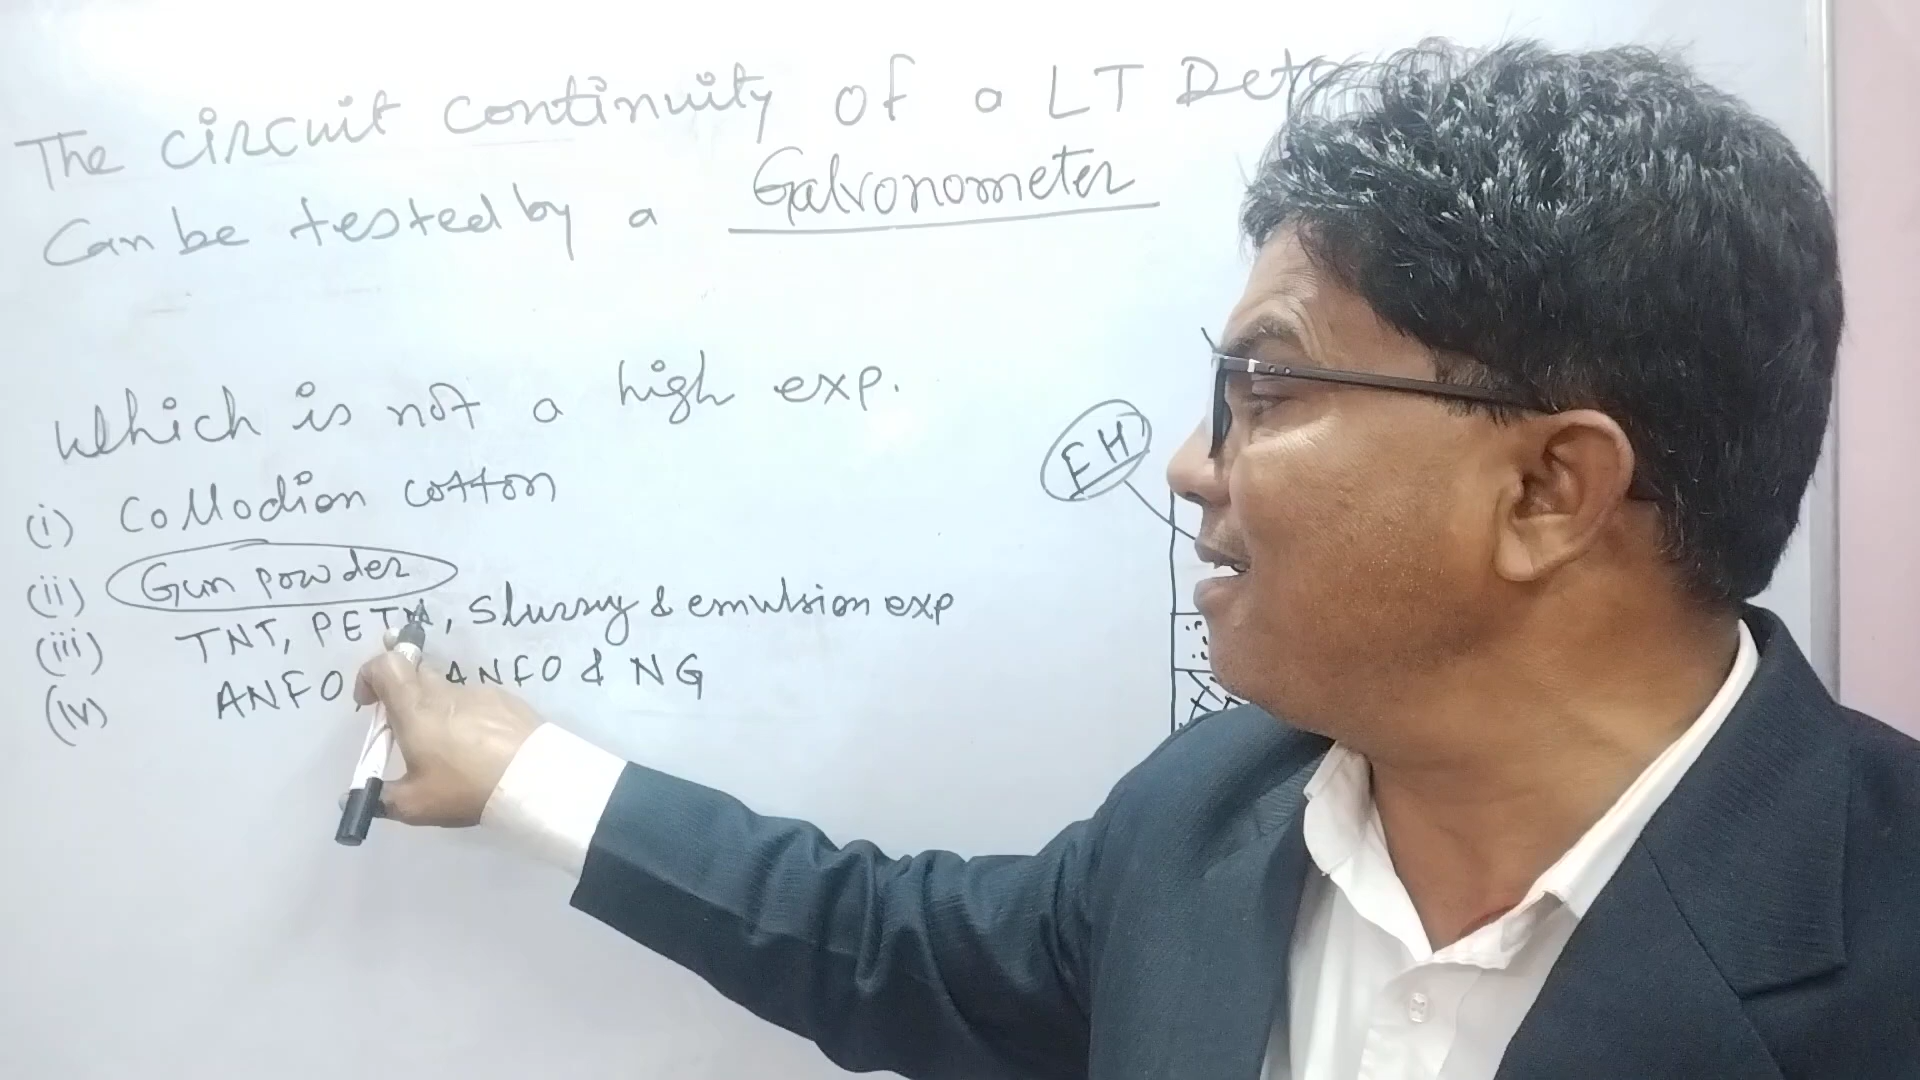 The circuit continuity of a LT
Can be tested by a Galvonometer
Which is not a high exp.
(i) Collodion cotton
(ii) Gun powder
(iii) TNT, PETN, Slurry & emulsion exp
(iv) ANFO ANFO & NG
EH